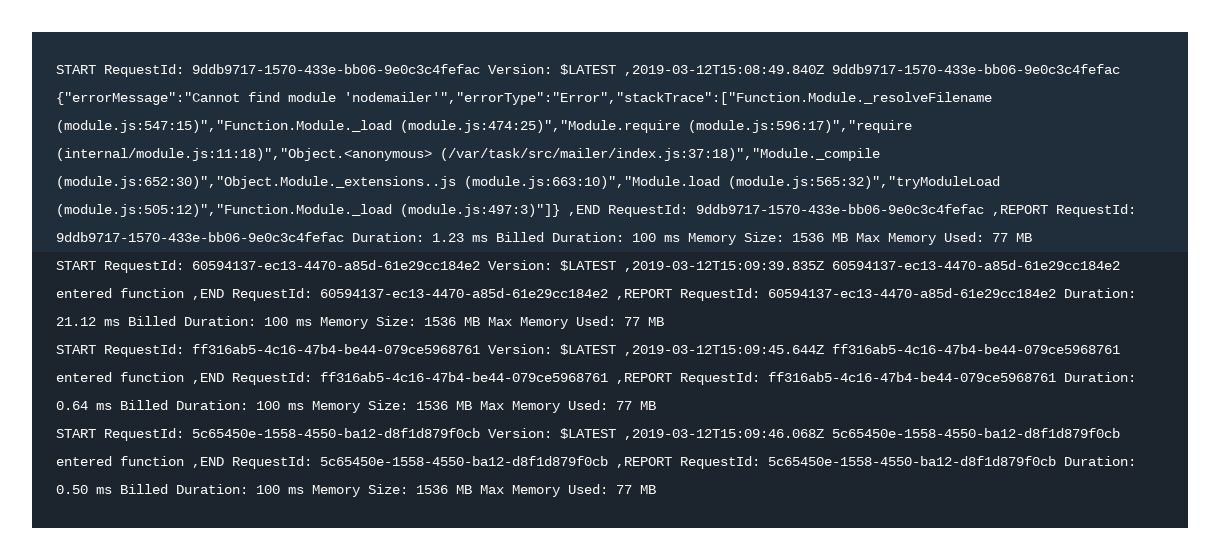 START RequestId: 9ddb9717-1570-433e-bb06-9e0c3c4fefac Version: $LATEST ,2019-03-12T15:08:49.840Z 9ddb9717-1570-433e-bb06-9e0c3c4fefac
{"errorMessage":"Cannot find module 'nodemailer'","errorType":"Error","stackTrace":["Function.Module._resolveFilename
(module.js:547:15)","Function.Module._load (module.js:474:25)","Module.require (module.js:596:17)","require
(internal/module.js:11:18)","Object.<anonymous> (/var/task/src/mailer/index.js:37:18)","Module._compile
(module.js:652:30)","Object.Module._extensions..js (module.js:663:10)","Module.load (module.js:565:32)","tryModuleLoad
(module.js:505:12)","Function.Module._load (module.js:497:3)"]} ,END RequestId: 9ddb9717-1570-433e-bb06-9e0c3c4fefac ,REPORT RequestId:
9ddb9717-1570-433e-bb06-9e0c3c4fefac Duration: 1.23 ms Billed Duration: 100 ms Memory Size: 1536 MB Max Memory Used: 77 MB
START RequestId: 60594137-ec13-4470-a85d-61e29cc184e2 Version: $LATEST ,2019-03-12T15:09:39.835Z 60594137-ec13-4470-a85d-61e29cc184e2
entered function ,END RequestId: 60594137-ec13-4470-a85d-61e29cc184e2 ,REPORT RequestId: 60594137-ec13-4470-a85d-61e29cc184e2 Duration:
21.12 ms Billed Duration: 100 ms Memory Size: 1536 MB Max Memory Used: 77 MB
START RequestId: ff316ab5-4c16-47b4-be44-079ce5968761 Version: $LATEST ,2019-03-12T15:09:45.644Z ff316ab5-4c16-47b4-be44-079ce5968761
entered function ,END RequestId: ff316ab5-4c16-47b4-be44-079ce5968761 ,REPORT RequestId: ff316ab5-4c16-47b4-be44-079ce5968761 Duration:
0.64 ms Billed Duration: 100 ms Memory Size: 1536 MB Max Memory Used: 77 MB
START RequestId: 5c65450e-1558-4550-ba12-d8f1d879f0cb Version: $LATEST ,2019-03-12T15:09:46.068Z 5c65450e-1558-4550-ba12-d8f1d879f0cb
entered function ,END RequestId: 5c65450e-1558-4550-ba12-d8f1d879f0cb ,REPORT RequestId: 5c65450e-1558-4550-ba12-d8f1d879f0cb Duration:
0.50 ms Billed Duration: 100 ms Memory Size: 1536 MB Max Memory Used: 77 MB